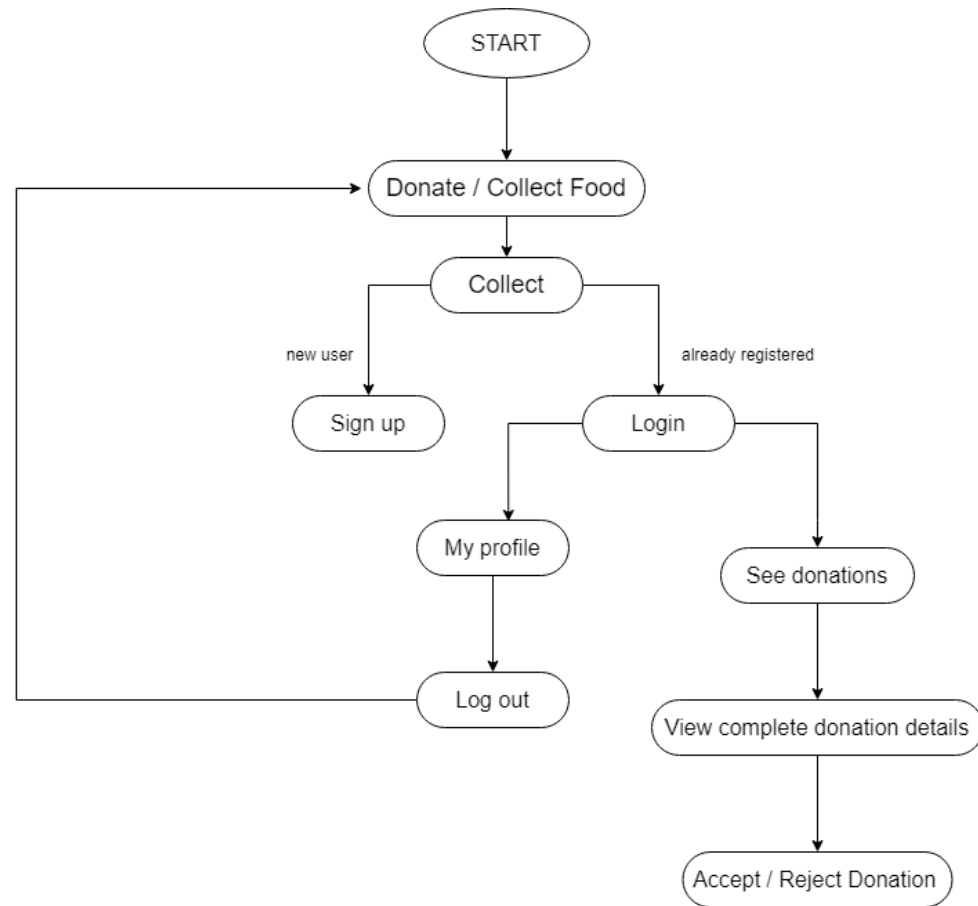 START
Donate / Collect Food
Collect
new user
already registered
Sign up
Login
My profile
See donations
Log out
View complete donation details
Accept / Reject Donation